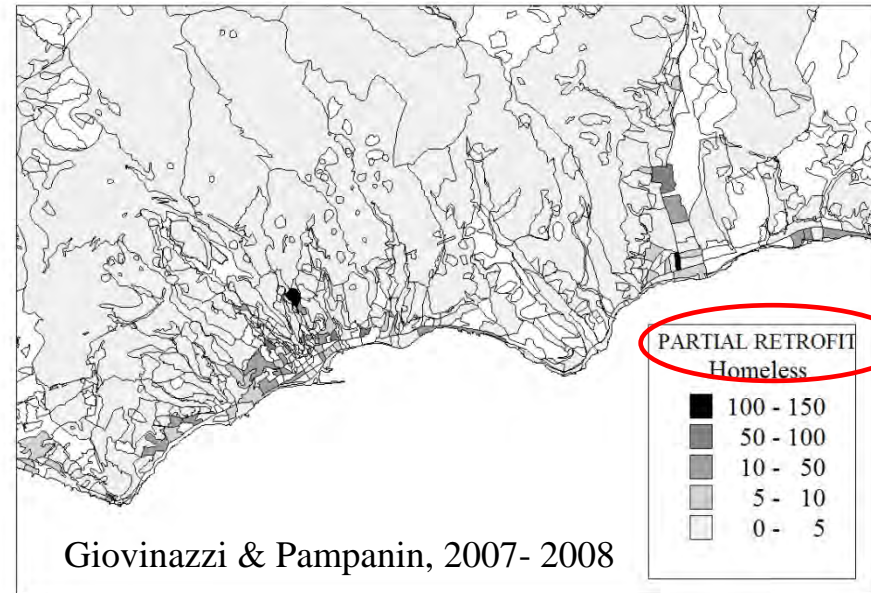 PARTIAL RETROFIT
Homeless
100 - 150
50 - 100
10 - 50
5 - 10
0 - 5
Giovinazzi & Pampanin, 2007- 2008